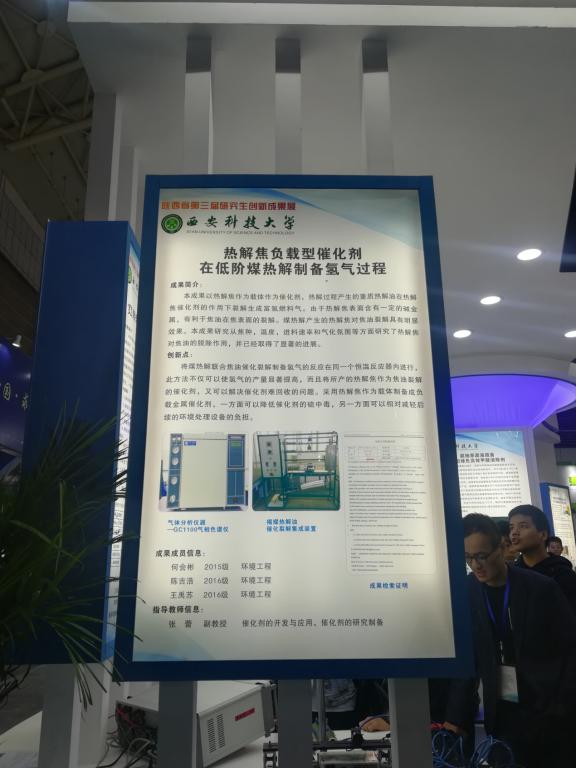 陕西省第三届研究生创新成果展
西安科技大学
XI'AN UNIVERSITY OF SCIENCE AND TECHNOLOGY
热解焦负载型催化剂
在低阶煤热解制备氢气过程
成果简介：
本成果以热解焦作为载体作为催化剂，热解过程产生的重质热解油在热解
焦催化剂的作用下裂解生成富氢燃料气。由于热解焦表面含有一定的碱金
属，有利于焦油在焦表面的裂解。煤热解产生的热解焦对焦油裂解具有明显
效果。本成果研究从焦种，温度，进料速率和气化氛围等方面研究了热解焦
对焦油的脱除作用，并已经取得了显著的进展。
创新点：
将煤热解联合焦油催化裂解制备氢气的反应在同一个恒温反应器内进行，
此方法不仅可以使氢气的产量显著提高，而且将所产的热解焦作为焦油裂解
的催化剂，又可以解决催化剂难回收的问题。采用热解焦作为载体制备成负
载金属催化剂，一方面可以降低催化剂的硫中毒，另一方面可以相对减轻后
续的环境处理设备的负担。
气体分析仪器
—GC1100气相色谱仪
褐煤热解油
催化裂解集成装置
成果检索证明
成果成员信息：
何会彬 2015级 环境工程
陈吉浩 2016级 环境工程
王禹苏 2016级 环境工程
指导教师信息：
张蕾 副教授 催化剂的开发与应用、催化剂的研究制备
科技大学